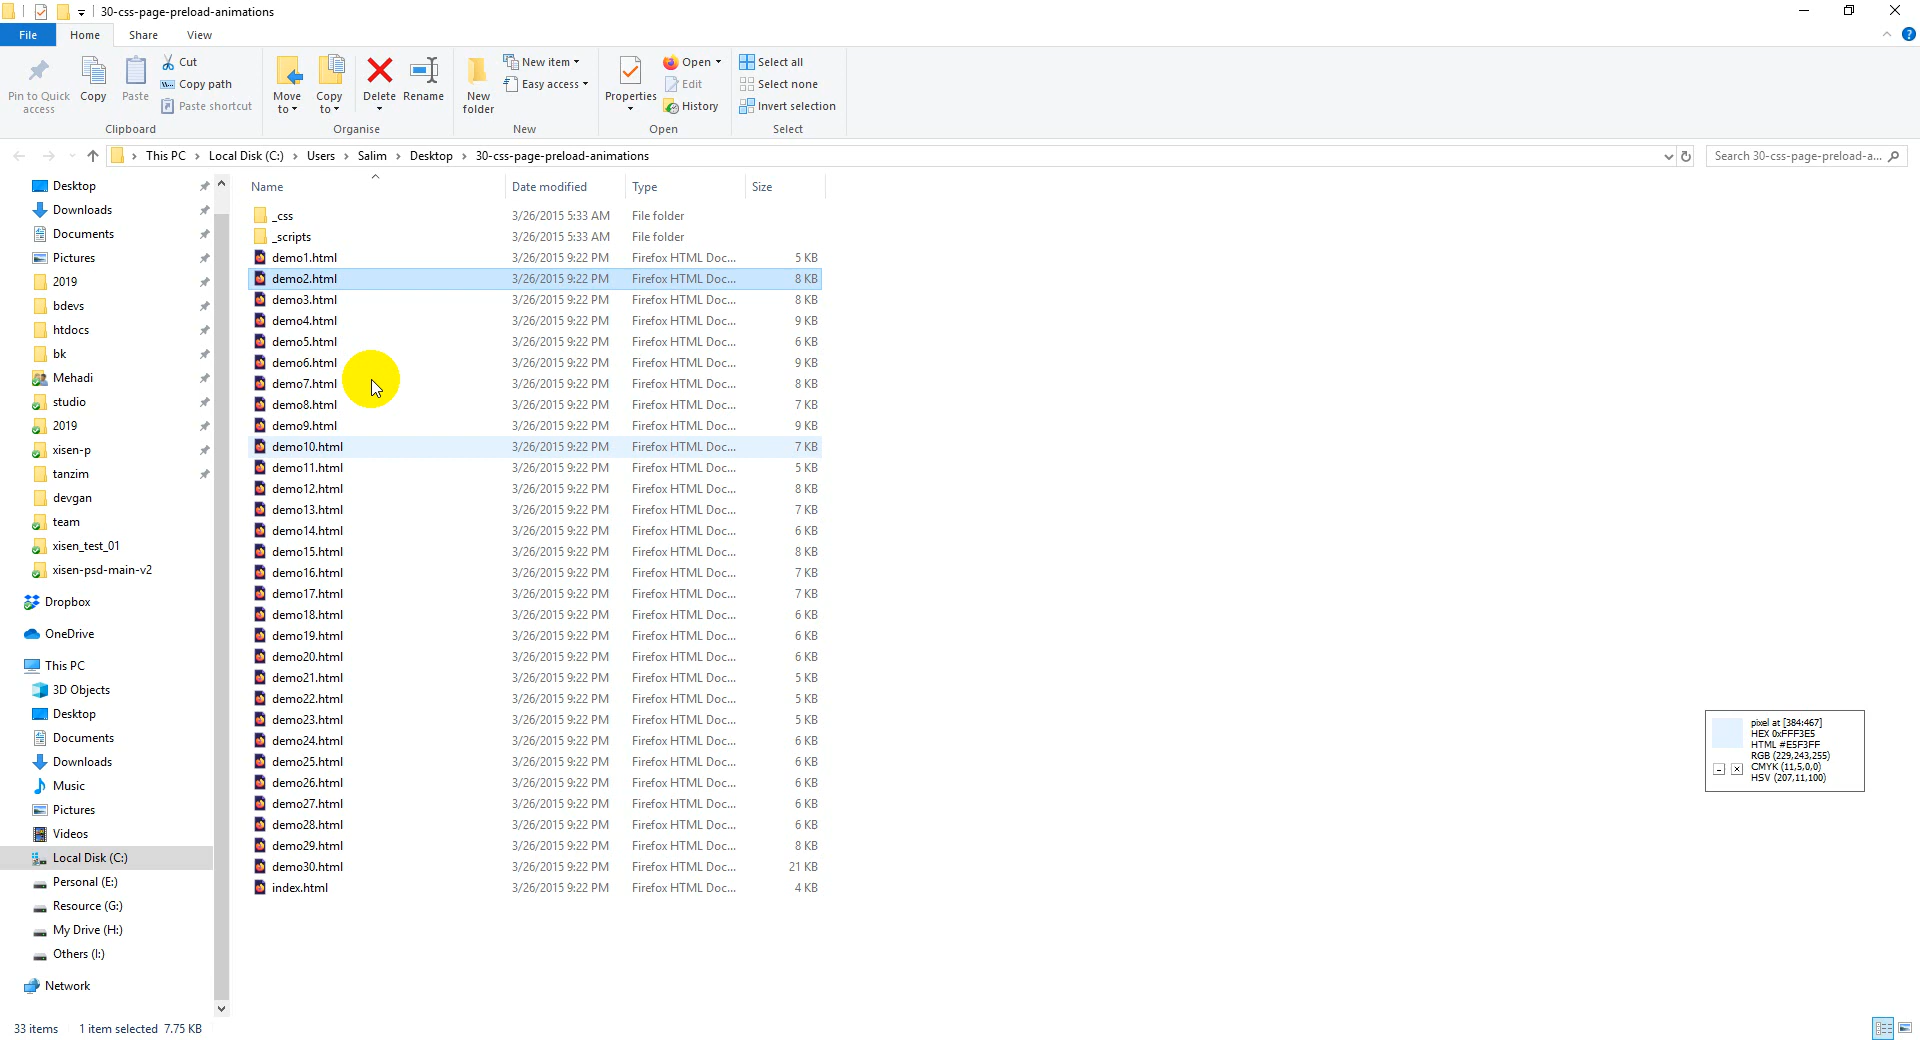 30-css-page-preload-animations
File Home Share View
Pin to Quick access
Copy
Paste
Cut
Copy path
Paste shortcut
Clipboard
Move to
Copy to
Delete
Rename
Organise
New folder
New item
Easy access
New
Properties
Open
Edit
History
Open
Select all
Select none
Invert selection
Select
This PC > Local Disk (C:) > Users > Salim > Desktop > 30-css-page-preload-animations
Search 30-css-page-preload-a...
Desktop
Downloads
Documents
Pictures
2019
bdevs
htdocs
bk
Mehadi
studio
2019
xisen-p
tanzim
devgan
team
xisen_test_01
xisen-psd-main-v2
Dropbox
OneDrive
This PC
3D Objects
Desktop
Documents
Downloads
Music
Pictures
Videos
Local Disk (C:)
Personal (E:)
Resource (G:)
My Drive (H:)
Others (I:)
Network
Name Date modified Type Size
_css 3/26/2015 5:33 AM File folder
_scripts 3/26/2015 5:33 AM File folder
demo1.html 3/26/2015 9:22 PM Firefox HTML Doc... 5 KB
demo2.html 3/26/2015 9:22 PM Firefox HTML Doc... 8 KB
demo3.html 3/26/2015 9:22 PM Firefox HTML Doc... 8 KB
demo4.html 3/26/2015 9:22 PM Firefox HTML Doc... 9 KB
demo5.html 3/26/2015 9:22 PM Firefox HTML Doc... 6 KB
demo6.html 3/26/2015 9:22 PM Firefox HTML Doc... 9 KB
demo7.html 3/26/2015 9:22 PM Firefox HTML Doc... 8 KB
demo8.html 3/26/2015 9:22 PM Firefox HTML Doc... 7 KB
demo9.html 3/26/2015 9:22 PM Firefox HTML Doc... 9 KB
demo10.html 3/26/2015 9:22 PM Firefox HTML Doc... 7 KB
demo11.html 3/26/2015 9:22 PM Firefox HTML Doc... 5 KB
demo12.html 3/26/2015 9:22 PM Firefox HTML Doc... 8 KB
demo13.html 3/26/2015 9:22 PM Firefox HTML Doc... 7 KB
demo14.html 3/26/2015 9:22 PM Firefox HTML Doc... 6 KB
demo15.html 3/26/2015 9:22 PM Firefox HTML Doc... 8 KB
demo16.html 3/26/2015 9:22 PM Firefox HTML Doc... 7 KB
demo17.html 3/26/2015 9:22 PM Firefox HTML Doc... 7 KB
demo18.html 3/26/2015 9:22 PM Firefox HTML Doc... 6 KB
demo19.html 3/26/2015 9:22 PM Firefox HTML Doc... 6 KB
demo20.html 3/26/2015 9:22 PM Firefox HTML Doc... 6 KB
demo21.html 3/26/2015 9:22 PM Firefox HTML Doc... 5 KB
demo22.html 3/26/2015 9:22 PM Firefox HTML Doc... 5 KB
demo23.html 3/26/2015 9:22 PM Firefox HTML Doc... 5 KB
demo24.html 3/26/2015 9:22 PM Firefox HTML Doc... 6 KB
demo25.html 3/26/2015 9:22 PM Firefox HTML Doc... 6 KB
demo26.html 3/26/2015 9:22 PM Firefox HTML Doc... 6 KB
demo27.html 3/26/2015 9:22 PM Firefox HTML Doc... 6 KB
demo28.html 3/26/2015 9:22 PM Firefox HTML Doc... 6 KB
demo29.html 3/26/2015 9:22 PM Firefox HTML Doc... 8 KB
demo30.html 3/26/2015 9:22 PM Firefox HTML Doc... 21 KB
index.html 3/26/2015 9:22 PM Firefox HTML Doc... 4 KB
pixel at [384:467]
HEX 0xFFF3E5
HTML #E5F3FF
RGB (229,243,255)
CMYK (11,5,0,0)
HSV (207,11,100)
33 items 1 item selected 7.75 KB